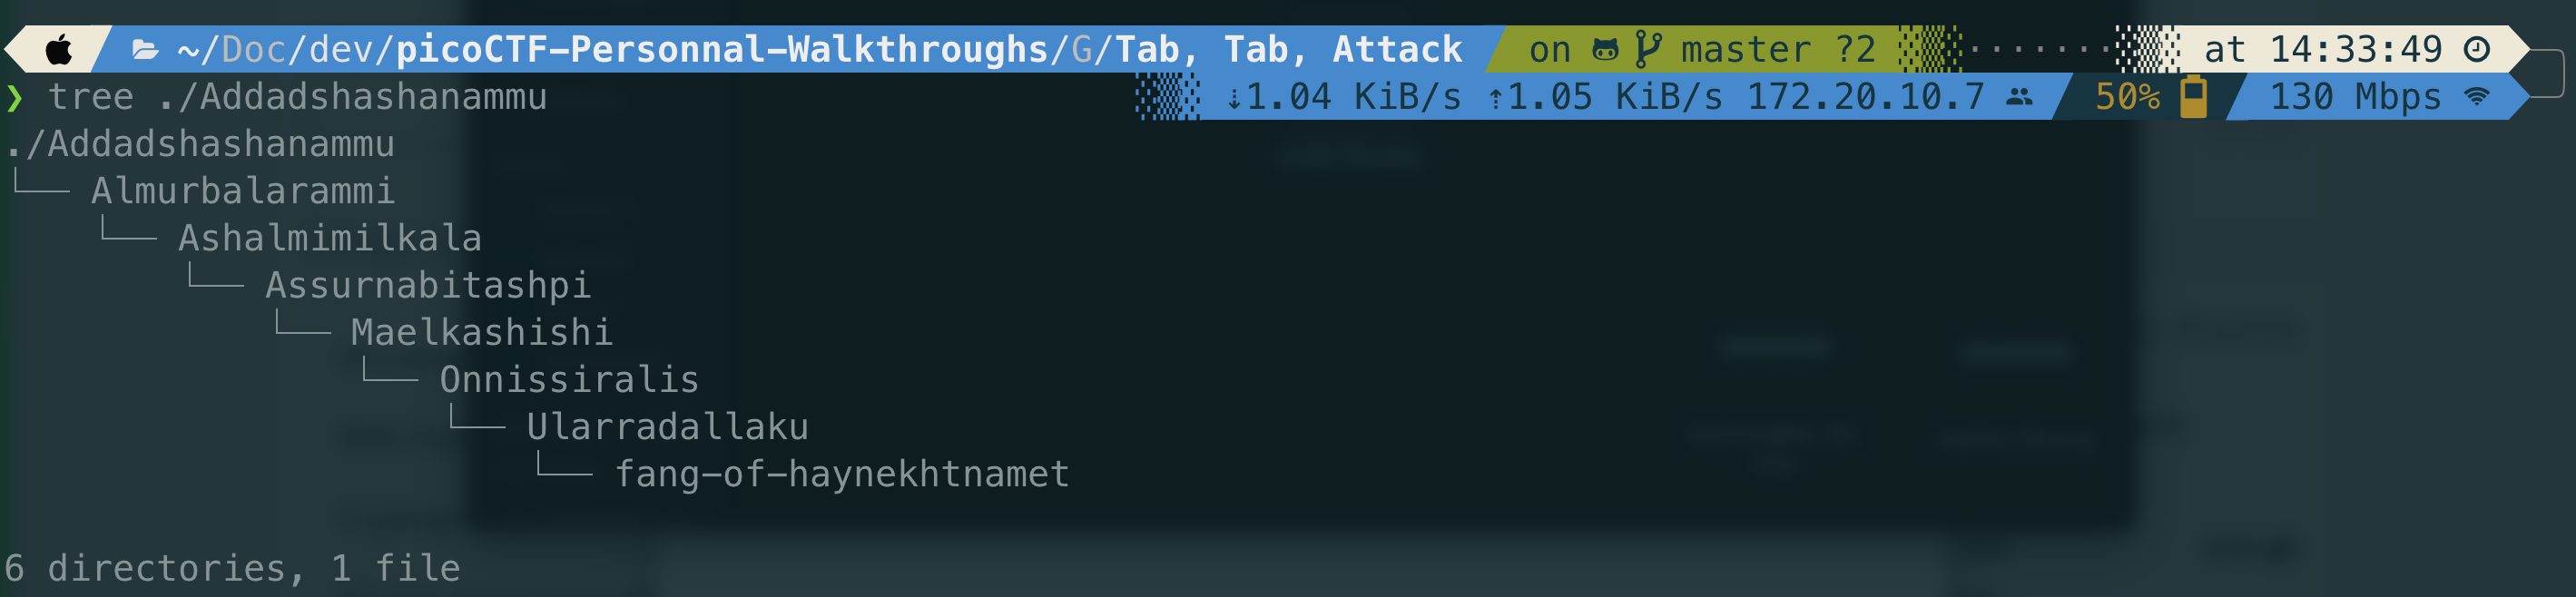 ~/Doc/dev/picoCTF-Personnal-Walkthroughs/G/Tab, Tab, Attack on master ?2 ······· at 14:33:49
❯ tree ./Addadshashanammu ↓1.04 KiB/s ↑1.05 KiB/s 172.20.10.7 50% 130 Mbps
./Addadshashanammu
└── Almurbalarammi
└── Ashalmimilkala
└── Assurnabitashpi
└── Maelkashishi
└── Onnissiralis
└── Ularradallaku
└── fang-of-haynekhtnamet
6 directories, 1 file